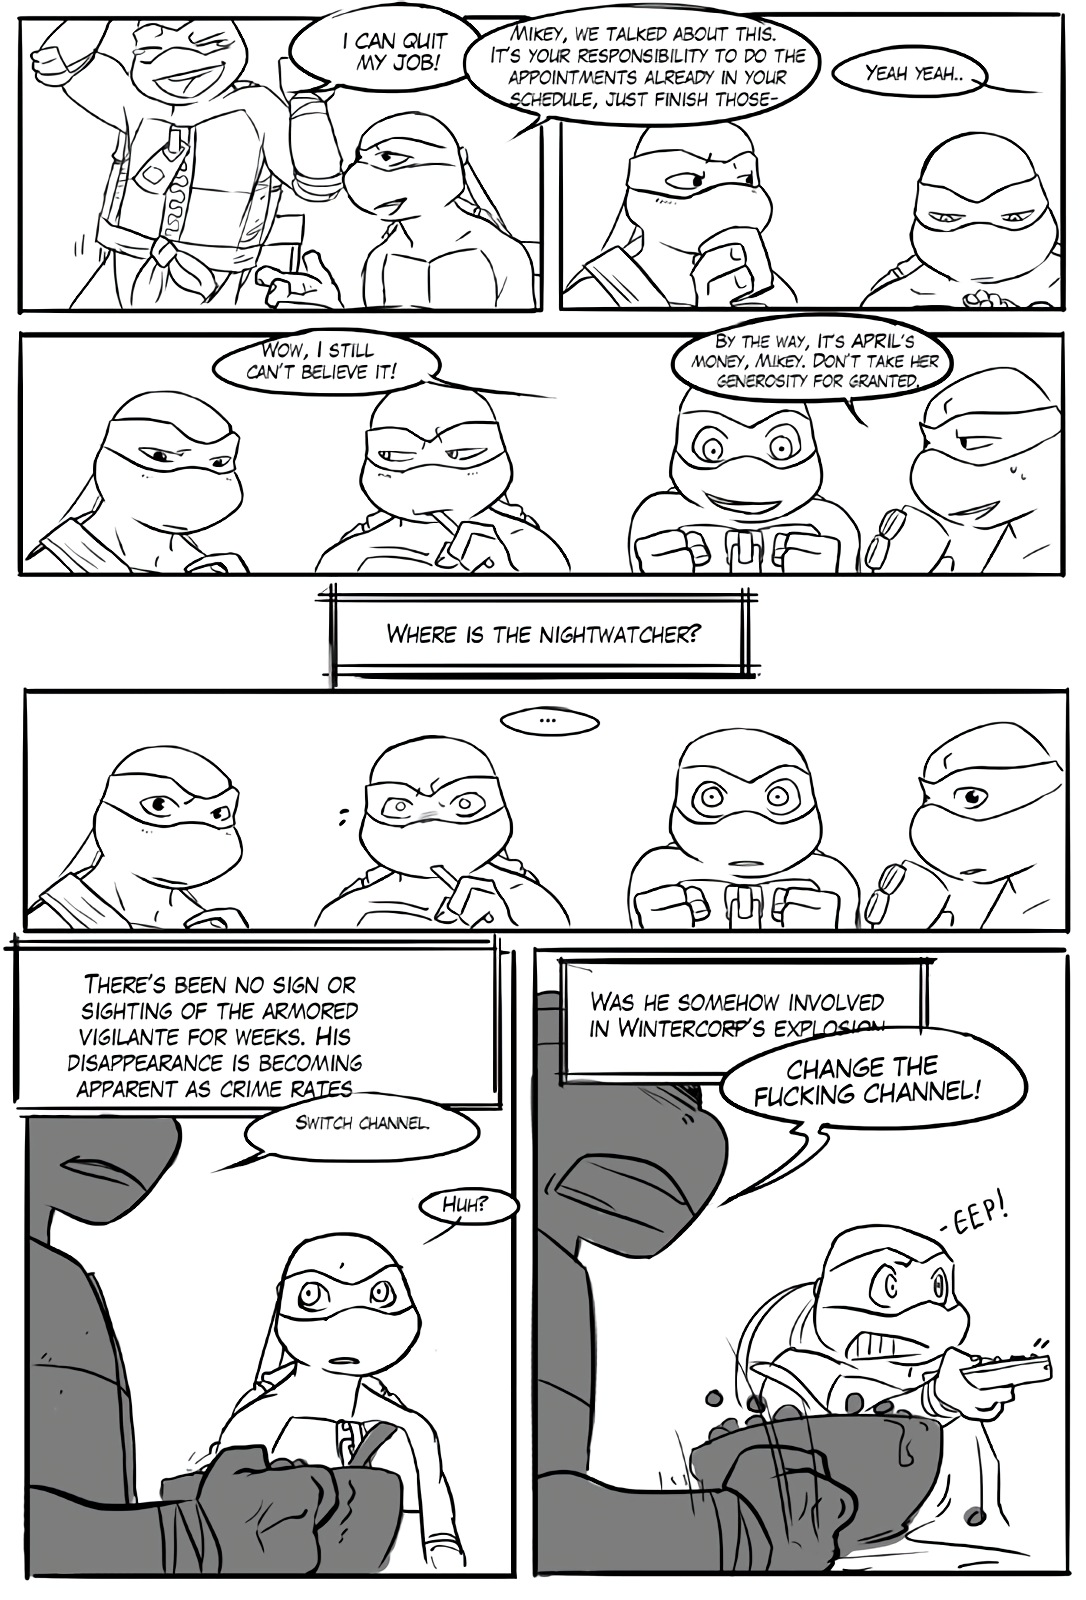 I CAN QUIT
MY JOB!
MIKEY, WE TALKED ABOUT THIS.
IT'S YOUR RESPONSIBILITY TO DO THE
APPOINTMENTS ALREADY IN YOUR
SCHEDULE, JUST FINISH THOSE-
YEAH YEAH..
WOW, I STILL
CAN'T BELIEVE IT!
BY THE WAY, IT'S APRIL'S
MONEY, MIKEY. DON'T TAKE HER
GENEROSITY FOR GRANTED.
WHERE IS THE NIGHTWATCHER?
...
THERE'S BEEN NO SIGN OR
SIGHTING OF THE ARMORED
VIGILANTE FOR WEEKS. HIS
DISAPPEARANCE IS BECOMING
APPARENT AS CRIME RATES
SWITCH CHANNEL.
HUH?
WAS HE SOMEHOW INVOLVED
IN WINTERCORP'S EXPLOSION
CHANGE THE
FUCKING CHANNEL!
-EEP!